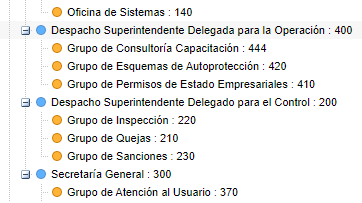 Oficina de Sistemas : 140
Despacho Superintendente Delegada para la Operación : 400
Grupo de Consultoría Capacitación : 444
Grupo de Esquemas de Autoprotección : 420
Grupo de Permisos de Estado Empresariales : 410
Despacho Superintendente Delegado para el Control : 200
Grupo de Inspección : 220
Grupo de Quejas : 210
Grupo de Sanciones : 230
Secretaría General : 300
Grupo de Atención al Usuario : 370